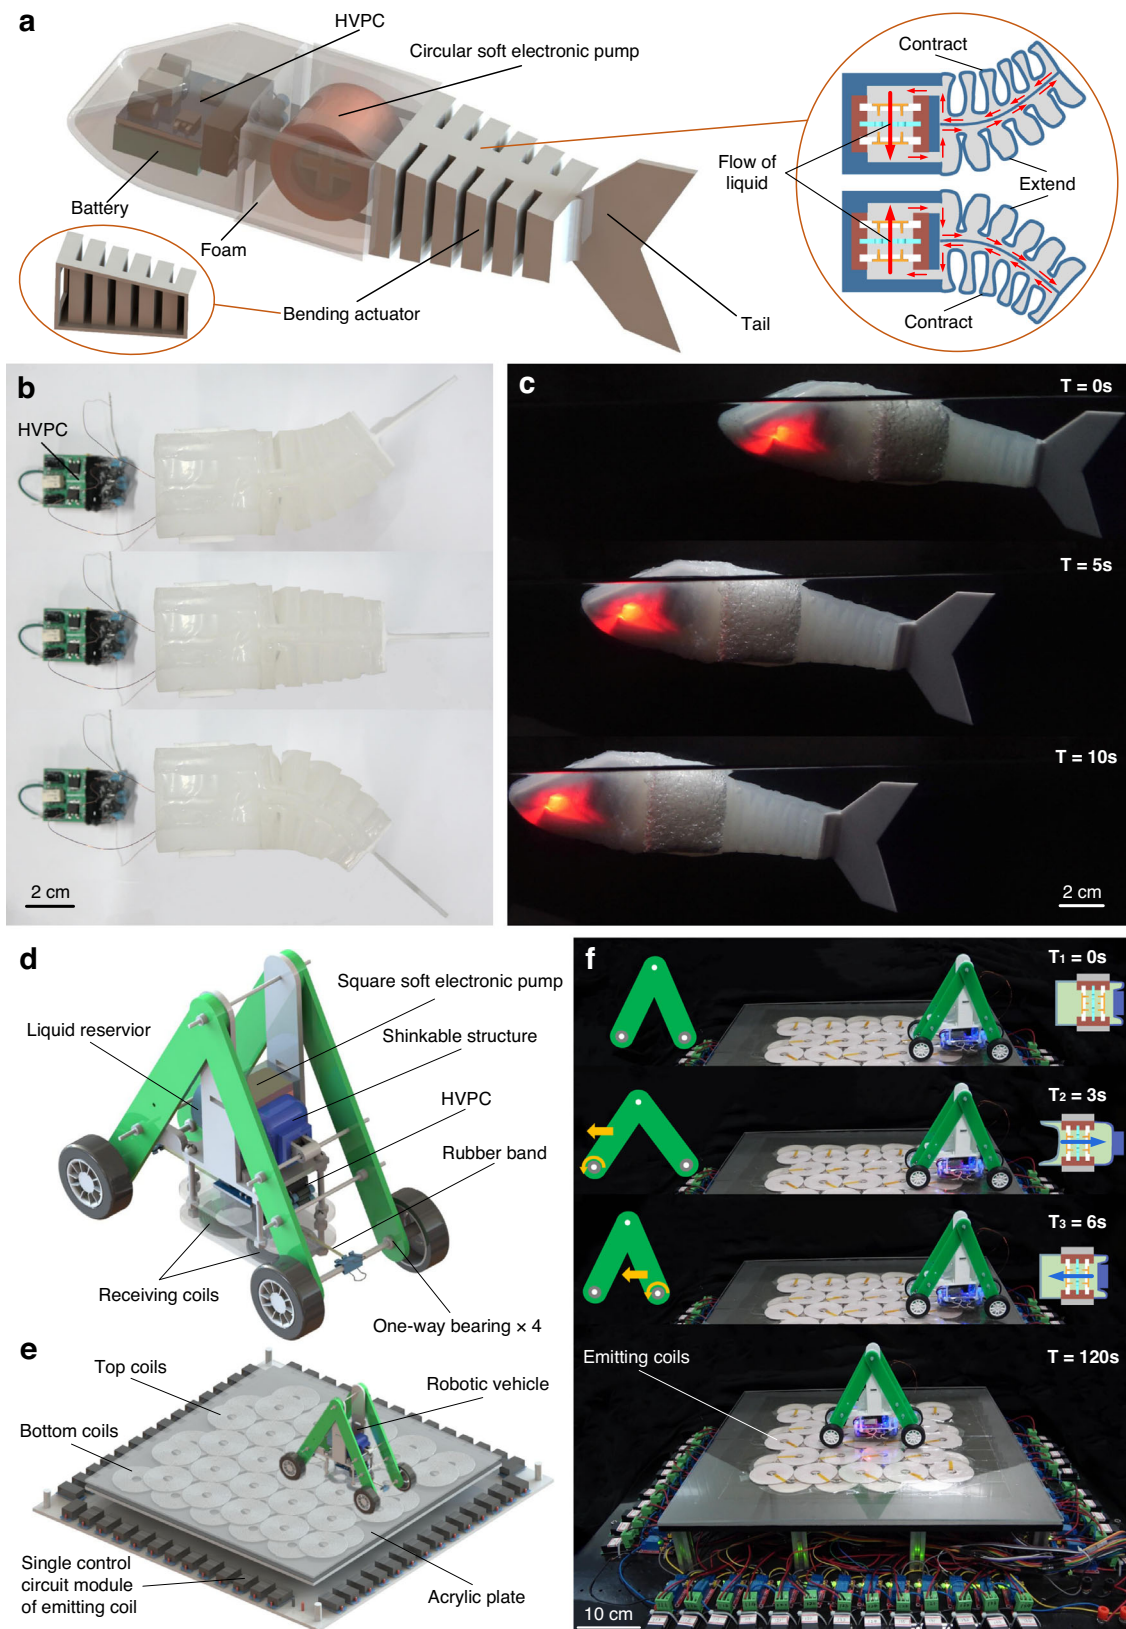 a
HVPC
Circular soft electronic pump
Battery
Foam
Bending actuator
Tail
Contract
Flow of
liquid
Extend
Contract
b
HVPC
2 cm
c
T = 0s
T = 5s
T = 10s
2 cm
d
Square soft electronic pump
Liquid reservior
Shinkable structure
HVPC
Rubber band
Receiving coils
One-way bearing × 4
e
Top coils
Robotic vehicle
Bottom coils
Single control
circuit module
of emitting coil
Acrylic plate
f
T1 = 0s
T2 = 3s
T3 = 6s
Emitting coils
T = 120s
10 cm